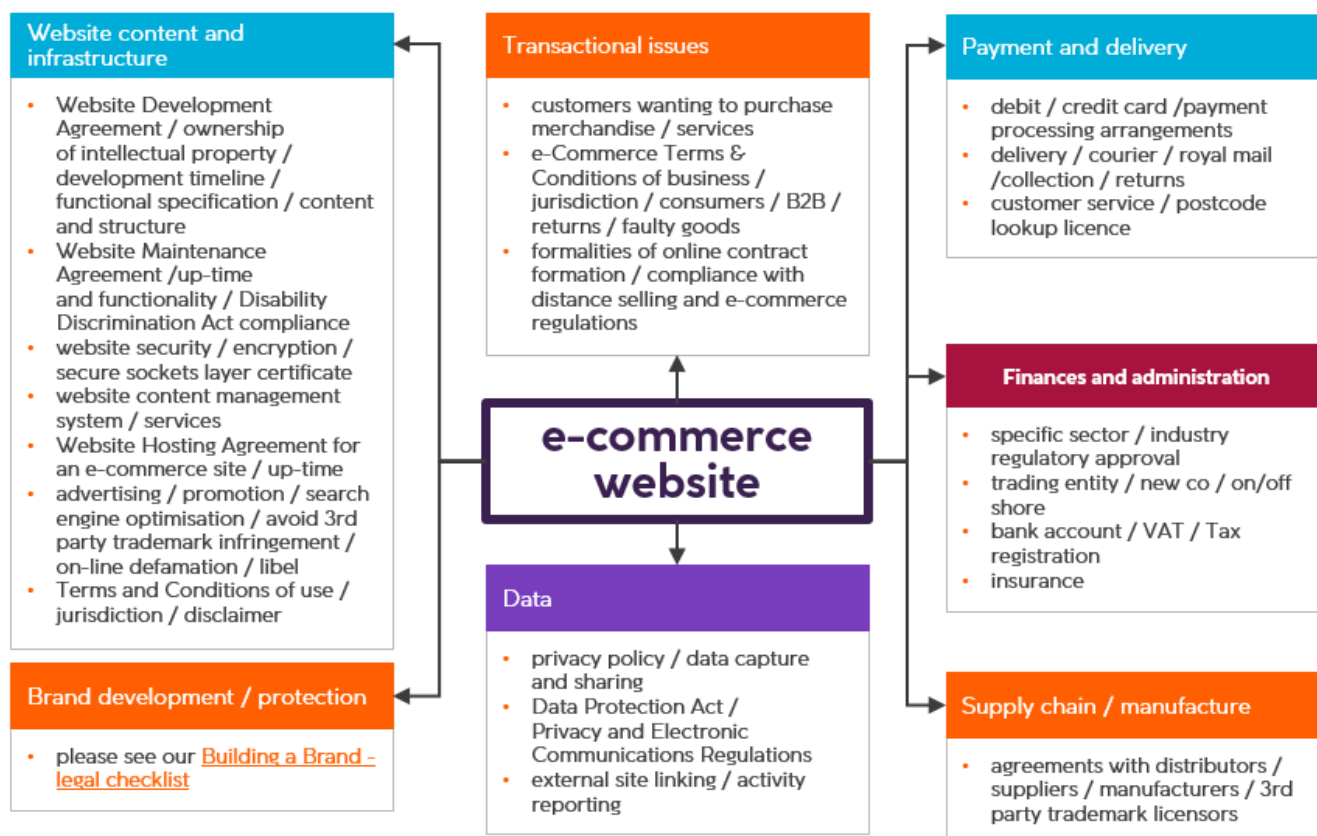 Website content and
infrastructure
• Website Development
Agreement / ownership
of intellectual property /
development timeline /
functional specification / content
and structure
• Website Maintenance
Agreement /up-time
and functionality / Disability
Discrimination Act compliance
• website security / encryption /
secure sockets layer certificate
• website content management
system / services
• Website Hosting Agreement for
an e-commerce site / up-time
• advertising / promotion / search
engine optimisation / avoid 3rd
party trademark infringement /
on-line defamation / libel
• Terms and Conditions of use /
jurisdiction / disclaimer
Brand development / protection
• please see our Building a Brand -
legal checklist
Transactional issues
• customers wanting to purchase
merchandise / services
• e-Commerce Terms &
Conditions of business /
jurisdiction / consumers / B2B /
returns / faulty goods
• formalities of online contract
formation / compliance with
distance selling and e-commerce
regulations
e-commerce
website
Data
• privacy policy / data capture
and sharing
• Data Protection Act /
Privacy and Electronic
Communications Regulations
• external site linking / activity
reporting
Payment and delivery
• debit / credit card /payment
processing arrangements
• delivery / courier / royal mail
/collection / returns
• customer service / postcode
lookup licence
Finances and administration
• specific sector / industry
regulatory approval
• trading entity / new co / on/off
shore
• bank account / VAT / Tax
registration
• insurance
Supply chain / manufacture
• agreements with distributors /
suppliers / manufacturers / 3rd
party trademark licensors